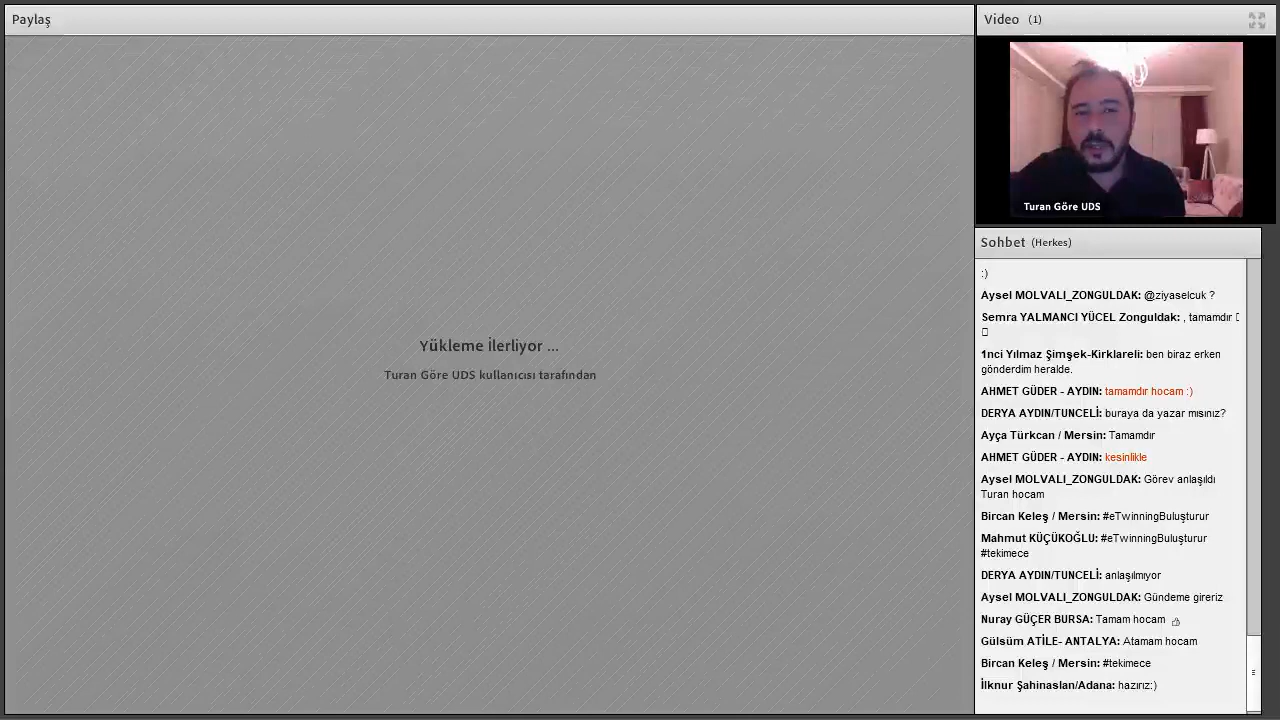 Paylaş
Yükleme İlerliyor ...
Turan Göre UDS kullanıcısı tarafından
Video (1)
Turan Göre UDS
Sohbet (Herkes)
:)
Aysel MOLVALI_ZONGULDAK: @ziyaselcuk ?
Semra YALMANCI YÜCEL Zonguldak: , tamamdır
1nci Yılmaz Şimşek-Kirklareli: ben biraz erken
gönderdim heralde.
AHMET GÜDER - AYDIN: tamamdır hocam :)
DERYA AYDIN/TUNCELİ: buraya da yazar mısınız?
Ayça Türkcan / Mersin: Tamamdır
AHMET GÜDER - AYDIN: kesinlikle
Aysel MOLVALI_ZONGULDAK: Görev anlaşıldı
Turan hocam
Bircan Keleş / Mersin: #eTwinningBuluşturur
Mahmut KÜÇÜKOĞLU: #eTwinningBuluşturur
#tekimece
DERYA AYDIN/TUNCELİ: anlaşılmıyor
Aysel MOLVALI_ZONGULDAK: Gündeme gireriz
Nuray GÜÇER BURSA: Tamam hocam
Gülsüm ATİLE- ANTALYA: Atamam hocam
Bircan Keleş / Mersin: #tekimece
İlknur Şahinaslan/Adana: hazırız:)